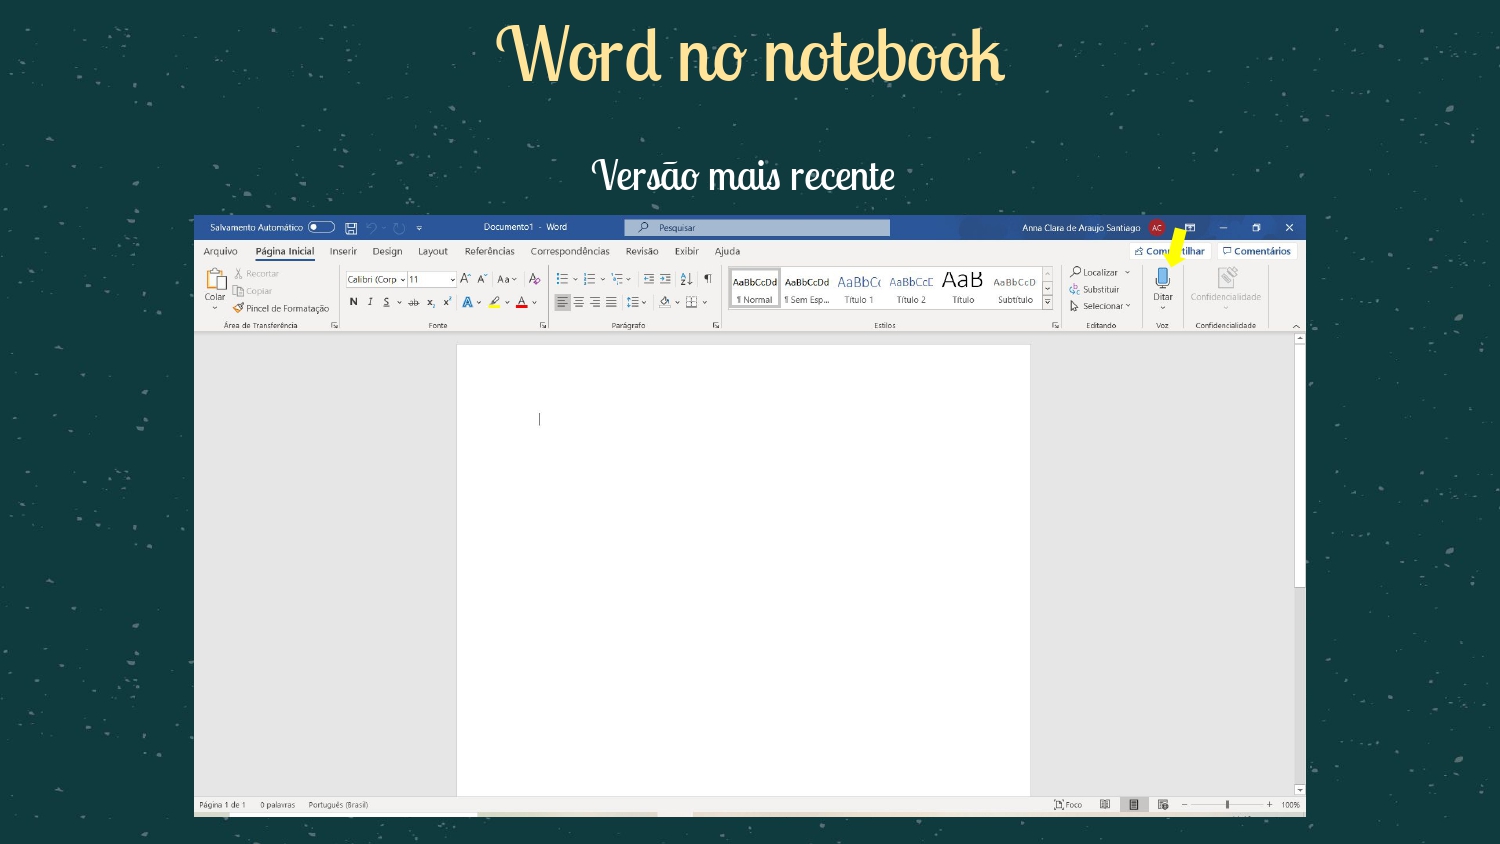 Word no notebook
Versão mais recente
Salvamento Automático
Documento1 - Word
Pesquisar
Anna Clara de Araujo Santiago
AC
Arquivo
Página Inicial
Inserir
Design
Layout
Referências
Correspondências
Revisão
Exibir
Ajuda
Comentários
Colar
Recortar
Copiar
Pincel de Formatação
Área de Transferência
Calibri (Corp
11
Aa
N I S ab x₂ x²
Fonte
Parágrafo
AaBbCcDd AaBbCcDd AaBbCc AaBbCcE AaB AaBbCcD
¶ Normal
¶ Sem Esp...
Título 1
Título 2
Título
Subtítulo
Estilos
Localizar
Substituir
Selecionar
Editando
Ditar
Voz
Confidencialidade
Confidencialidade
Página 1 de 1
0 palavras
Português (Brasil)
Foco
100%